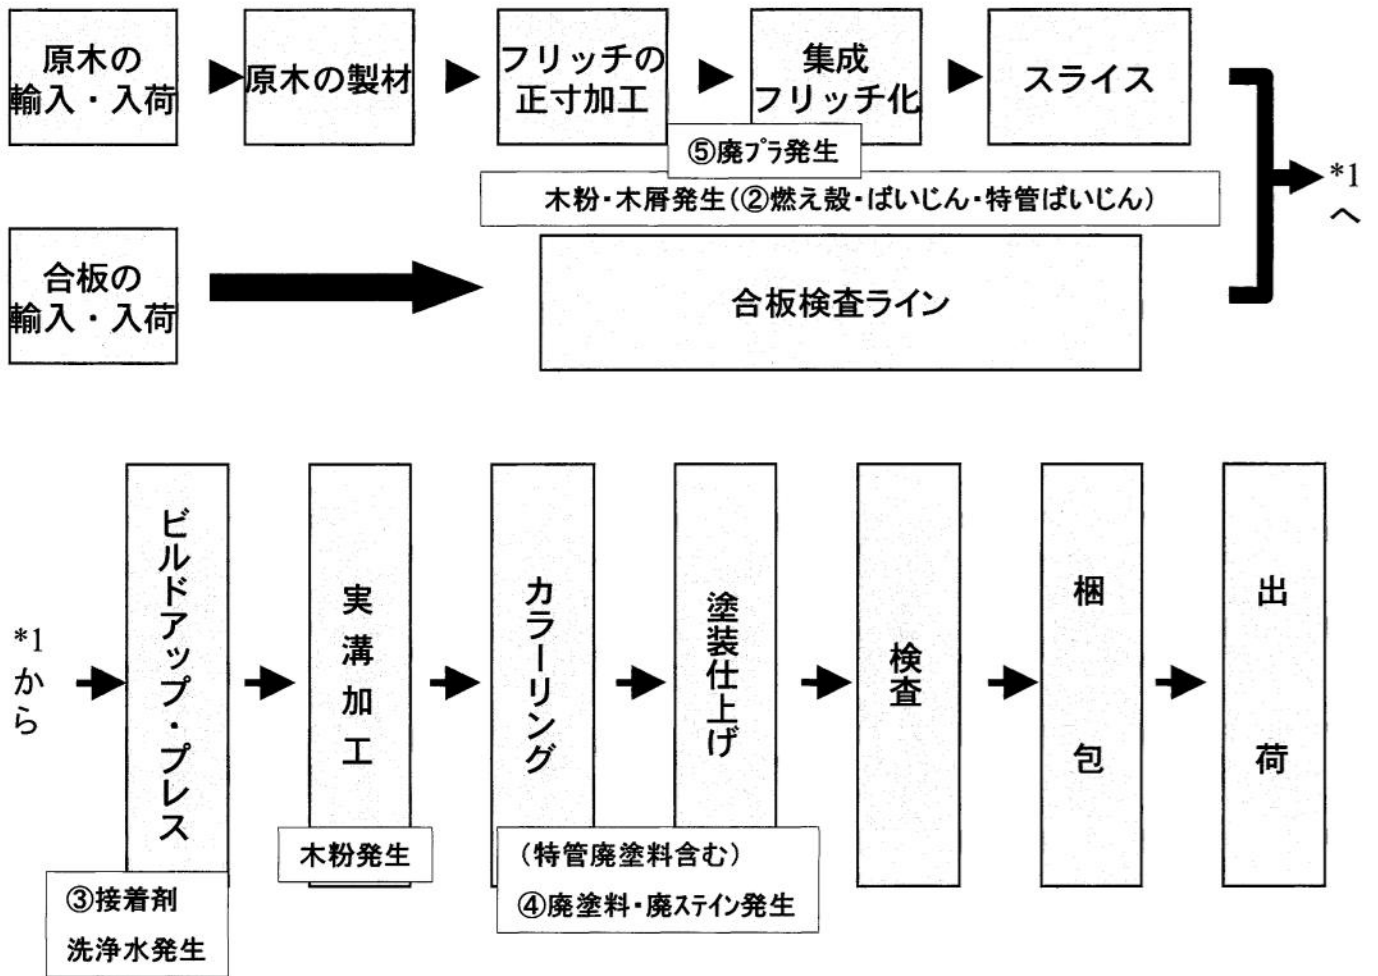 原木の
輸入・入荷
原木の製材
フリッチの
正寸加工
集成
フリッチ化
スライス
⑤廃プラ発生
木粉・木屑発生(②燃え殻・ばいじん・特管ばいじん)
*1
へ
合板の
輸入・入荷
合板検査ライン
*1
から
ビルドアップ・プレス
実溝加工
カラーリング
塗装仕上げ
検査
梱包
出荷
③接着剤
洗浄水発生
木粉発生
(特管廃塗料含む)
④廃塗料・廃ステイン発生